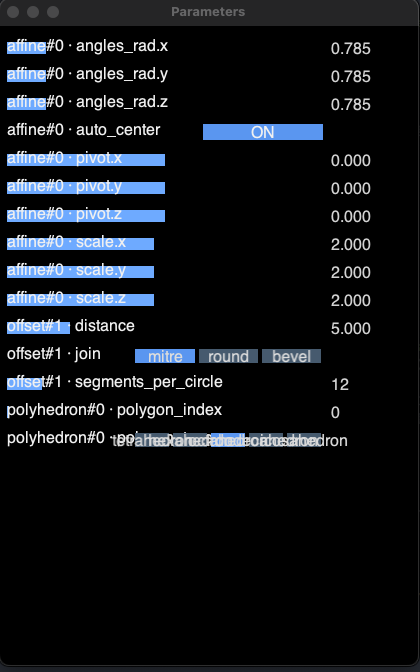 Parameters
affine#0 · angles_rad.x 0.785
affine#0 · angles_rad.y 0.785
affine#0 · angles_rad.z 0.785
affine#0 · auto_center ON
affine#0 · pivot.x 0.000
affine#0 · pivot.y 0.000
affine#0 · pivot.z 0.000
affine#0 · scale.x 2.000
affine#0 · scale.y 2.000
affine#0 · scale.z 2.000
offset#1 · distance 5.000
offset#1 · join mitre round bevel
offset#1 · segments_per_circle 12
polyhedron#0 · polygon_index 0
polyhedron#0 ·